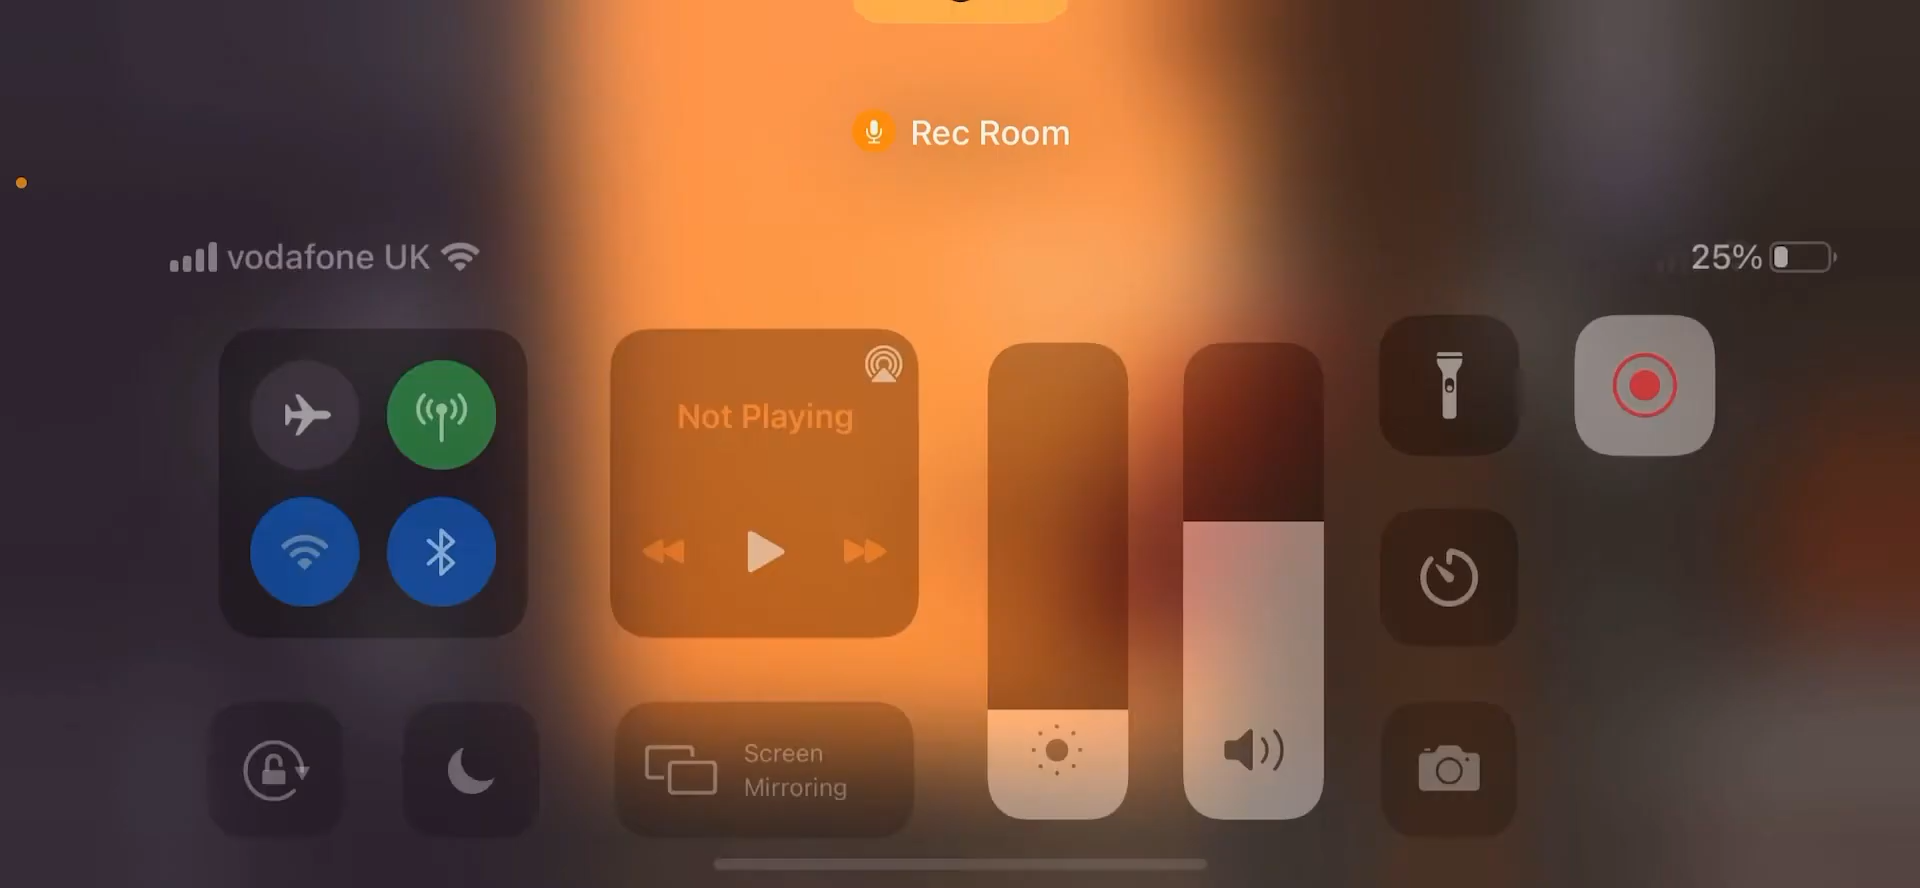 Rec Room
vodafone UK
25%
Not Playing
Screen
Mirroring